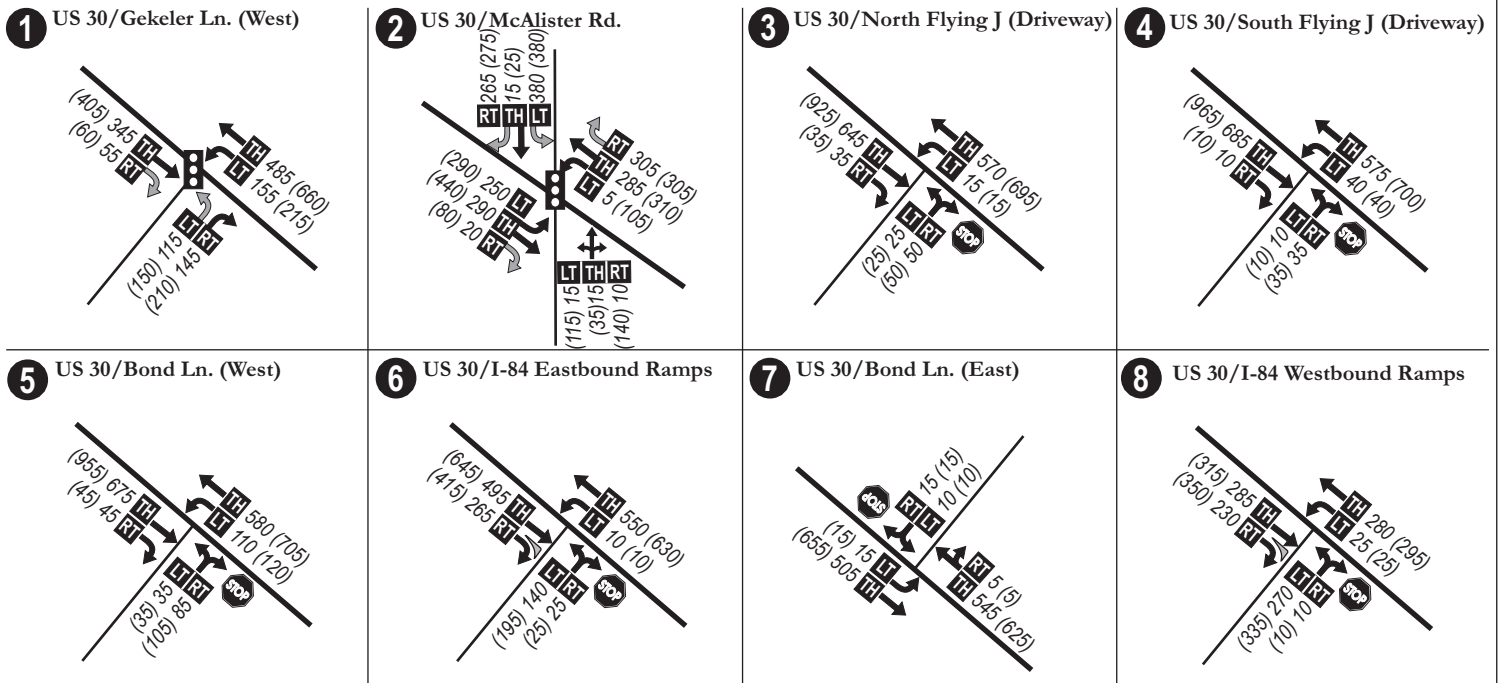 1 US 30/Gekeler Ln. (West)
(405) 345 TH
(60) 55 RT
TH 485 (660)
LT 155 (215)
LT RT
(150) 115
(210) 145
2 US 30/McAlister Rd.
265 (275)
15 (25)
380 (380)
RT TH LT
RT 305 (305)
TH 285 (310)
LT 5 (105)
(290) 250 LT
(440) 290 TH
(80) 20 RT
LT TH RT
(115) 15
(35)15
(140) 10
3 US 30/North Flying J (Driveway)
(925) 645 TH
(35) 35 RT
TH 570 (695)
LT 15 (15)
LT RT STOP
(25) 25
(50) 50
4 US 30/South Flying J (Driveway)
(965) 685 TH
(10) 10 RT
TH 575 (700)
LT 40 (40)
LT RT STOP
(10) 10
(35) 35
5 US 30/Bond Ln. (West)
(955) 675 TH
(45) 45 RT
TH 580 (705)
LT 110 (120)
LT RT STOP
(35) 35
(105) 85
6 US 30/I-84 Eastbound Ramps
(645) 495 TH
(415) 265 RT
TH 550 (630)
LT 10 (10)
LT RT STOP
(195) 140
(25) 25
7 US 30/Bond Ln. (East)
15 (15)
10 (10)
STOP RT LT
(15) 15 LT
(655) 505 TH
RT 5 (5)
TH 545 (625)
8 US 30/I-84 Westbound Ramps
(315) 285 TH
(350) 230 RT
TH 280 (295)
LT 25 (25)
LT RT STOP
(335) 270
(10) 10